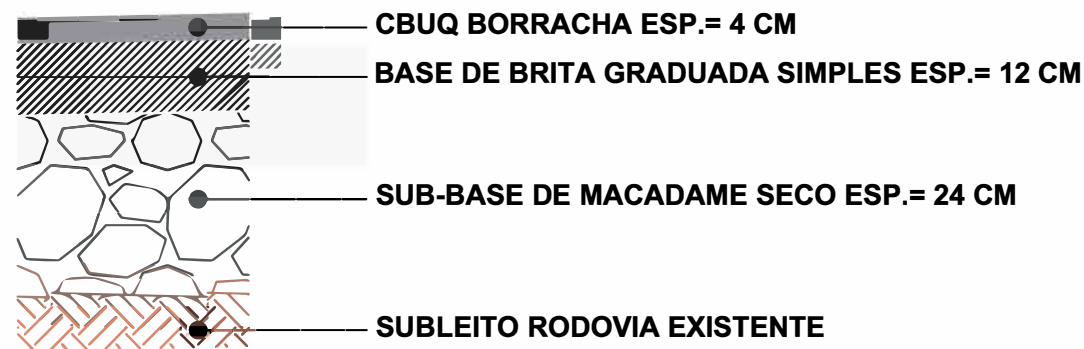 CBUQ BORRACHA ESP.= 4 CM
BASE DE BRITA GRADUADA SIMPLES ESP.= 12 CM
SUB-BASE DE MACADAME SECO ESP.= 24 CM
SUBLEITO RODOVIA EXISTENTE